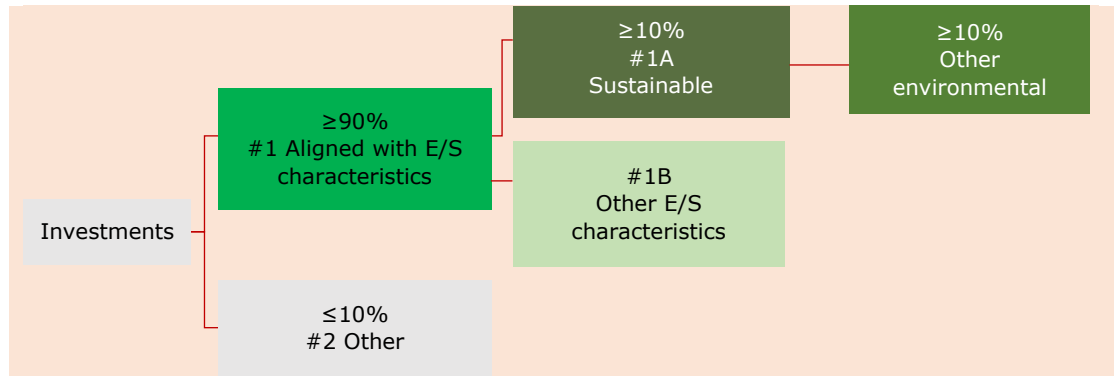 Investments
≥90%
#1 Aligned with E/S
characteristics
≤10%
#2 Other
≥10%
#1A
Sustainable
#1B
Other E/S
characteristics
≥10%
Other
environmental